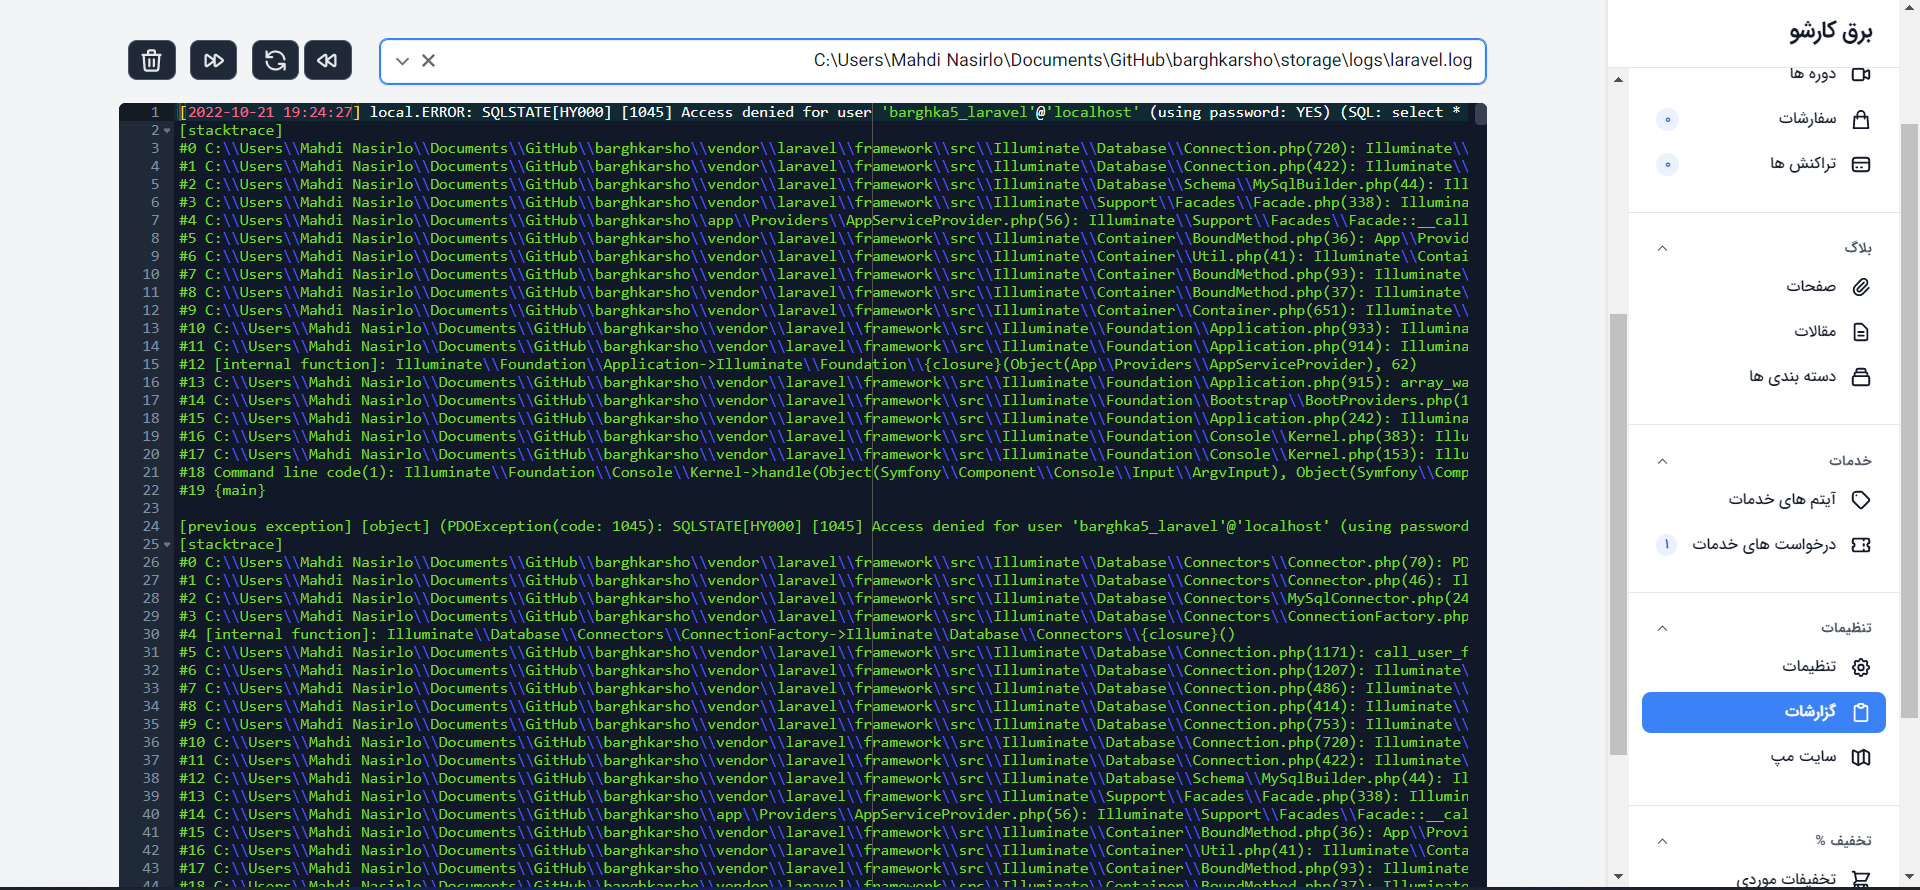 C:\Users\Mahdi Nasirlo\Documents\GitHub\barghkarsho\storage\logs\laravel.log
1 [2022-10-21 19:24:27] local.ERROR: SQLSTATE[HY000] [1045] Access denied for user 'barghka5_laravel'@'localhost' (using password: YES) (SQL: select *
2 [stacktrace]
3 #0 C:\\Users\\Mahdi Nasirlo\\Documents\\GitHub\\barghkarsho\\vendor\\laravel\\framework\\src\\Illuminate\\Database\\Connection.php(720): Illuminate\\
4 #1 C:\\Users\\Mahdi Nasirlo\\Documents\\GitHub\\barghkarsho\\vendor\\laravel\\framework\\src\\Illuminate\\Database\\Connection.php(422): Illuminate\\
5 #2 C:\\Users\\Mahdi Nasirlo\\Documents\\GitHub\\barghkarsho\\vendor\\laravel\\framework\\src\\Illuminate\\Database\\Schema\\MySqlBuilder.php(44): Ill
6 #3 C:\\Users\\Mahdi Nasirlo\\Documents\\GitHub\\barghkarsho\\vendor\\laravel\\framework\\src\\Illuminate\\Support\\Facades\\Facade.php(338): Illumina
7 #4 C:\\Users\\Mahdi Nasirlo\\Documents\\GitHub\\barghkarsho\\app\\Providers\\AppServiceProvider.php(56): Illuminate\\Support\\Facades\\Facade::__call
8 #5 C:\\Users\\Mahdi Nasirlo\\Documents\\GitHub\\barghkarsho\\vendor\\laravel\\framework\\src\\Illuminate\\Container\\BoundMethod.php(36): App\\Provid
9 #6 C:\\Users\\Mahdi Nasirlo\\Documents\\GitHub\\barghkarsho\\vendor\\laravel\\framework\\src\\Illuminate\\Container\\Util.php(41): Illuminate\\Contai
10 #7 C:\\Users\\Mahdi Nasirlo\\Documents\\GitHub\\barghkarsho\\vendor\\laravel\\framework\\src\\Illuminate\\Container\\BoundMethod.php(93): Illuminate\\
11 #8 C:\\Users\\Mahdi Nasirlo\\Documents\\GitHub\\barghkarsho\\vendor\\laravel\\framework\\src\\Illuminate\\Container\\BoundMethod.php(37): Illuminate\\
12 #9 C:\\Users\\Mahdi Nasirlo\\Documents\\GitHub\\barghkarsho\\vendor\\laravel\\framework\\src\\Illuminate\\Container\\Container.php(651): Illuminate\\
13 #10 C:\\Users\\Mahdi Nasirlo\\Documents\\GitHub\\barghkarsho\\vendor\\laravel\\framework\\src\\Illuminate\\Foundation\\Application.php(933): Illumina
14 #11 C:\\Users\\Mahdi Nasirlo\\Documents\\GitHub\\barghkarsho\\vendor\\laravel\\framework\\src\\Illuminate\\Foundation\\Application.php(914): Illumina
15 #12 [internal function]: Illuminate\\Foundation\\Application->Illuminate\\Foundation\\{closure}(Object(App\\Providers\\AppServiceProvider), 62)
16 #13 C:\\Users\\Mahdi Nasirlo\\Documents\\GitHub\\barghkarsho\\vendor\\laravel\\framework\\src\\Illuminate\\Foundation\\Application.php(915): array_wa
17 #14 C:\\Users\\Mahdi Nasirlo\\Documents\\GitHub\\barghkarsho\\vendor\\laravel\\framework\\src\\Illuminate\\Foundation\\Bootstrap\\BootProviders.php(1
18 #15 C:\\Users\\Mahdi Nasirlo\\Documents\\GitHub\\barghkarsho\\vendor\\laravel\\framework\\src\\Illuminate\\Foundation\\Application.php(242): Illumina
19 #16 C:\\Users\\Mahdi Nasirlo\\Documents\\GitHub\\barghkarsho\\vendor\\laravel\\framework\\src\\Illuminate\\Foundation\\Console\\Kernel.php(383): Illu
20 #17 C:\\Users\\Mahdi Nasirlo\\Documents\\GitHub\\barghkarsho\\vendor\\laravel\\framework\\src\\Illuminate\\Foundation\\Console\\Kernel.php(153): Illu
21 #18 Command line code(1): Illuminate\\Foundation\\Console\\Kernel->handle(Object(Symfony\\Component\\Console\\Input\\ArgvInput), Object(Symfony\\Comp
22 #19 {main}
23
24 [previous exception] [object] (PDOException(code: 1045): SQLSTATE[HY000] [1045] Access denied for user 'barghka5_laravel'@'localhost' (using password
25 [stacktrace]
26 #0 C:\\Users\\Mahdi Nasirlo\\Documents\\GitHub\\barghkarsho\\vendor\\laravel\\framework\\src\\Illuminate\\Database\\Connectors\\Connector.php(70): PD
27 #1 C:\\Users\\Mahdi Nasirlo\\Documents\\GitHub\\barghkarsho\\vendor\\laravel\\framework\\src\\Illuminate\\Database\\Connectors\\Connector.php(46): Il
28 #2 C:\\Users\\Mahdi Nasirlo\\Documents\\GitHub\\barghkarsho\\vendor\\laravel\\framework\\src\\Illuminate\\Database\\Connectors\\MySqlConnector.php(24
29 #3 C:\\Users\\Mahdi Nasirlo\\Documents\\GitHub\\barghkarsho\\vendor\\laravel\\framework\\src\\Illuminate\\Database\\Connectors\\ConnectionFactory.php
30 #4 [internal function]: Illuminate\\Database\\Connectors\\ConnectionFactory->Illuminate\\Database\\Connectors\\{closure}()
31 #5 C:\\Users\\Mahdi Nasirlo\\Documents\\GitHub\\barghkarsho\\vendor\\laravel\\framework\\src\\Illuminate\\Database\\Connection.php(1171): call_user_f
32 #6 C:\\Users\\Mahdi Nasirlo\\Documents\\GitHub\\barghkarsho\\vendor\\laravel\\framework\\src\\Illuminate\\Database\\Connection.php(1207): Illuminate\\
33 #7 C:\\Users\\Mahdi Nasirlo\\Documents\\GitHub\\barghkarsho\\vendor\\laravel\\framework\\src\\Illuminate\\Database\\Connection.php(486): Illuminate\\
34 #8 C:\\Users\\Mahdi Nasirlo\\Documents\\GitHub\\barghkarsho\\vendor\\laravel\\framework\\src\\Illuminate\\Database\\Connection.php(414): Illuminate\\
35 #9 C:\\Users\\Mahdi Nasirlo\\Documents\\GitHub\\barghkarsho\\vendor\\laravel\\framework\\src\\Illuminate\\Database\\Connection.php(753): Illuminate\\
36 #10 C:\\Users\\Mahdi Nasirlo\\Documents\\GitHub\\barghkarsho\\vendor\\laravel\\framework\\src\\Illuminate\\Database\\Connection.php(720): Illuminate\\
37 #11 C:\\Users\\Mahdi Nasirlo\\Documents\\GitHub\\barghkarsho\\vendor\\laravel\\framework\\src\\Illuminate\\Database\\Connection.php(422): Illuminate\\
38 #12 C:\\Users\\Mahdi Nasirlo\\Documents\\GitHub\\barghkarsho\\vendor\\laravel\\framework\\src\\Illuminate\\Database\\Schema\\MySqlBuilder.php(44): Il
39 #13 C:\\Users\\Mahdi Nasirlo\\Documents\\GitHub\\barghkarsho\\vendor\\laravel\\framework\\src\\Illuminate\\Support\\Facades\\Facade.php(338): Illumin
40 #14 C:\\Users\\Mahdi Nasirlo\\Documents\\GitHub\\barghkarsho\\app\\Providers\\AppServiceProvider.php(56): Illuminate\\Support\\Facades\\Facade::__cal
41 #15 C:\\Users\\Mahdi Nasirlo\\Documents\\GitHub\\barghkarsho\\vendor\\laravel\\framework\\src\\Illuminate\\Container\\BoundMethod.php(36): App\\Provi
42 #16 C:\\Users\\Mahdi Nasirlo\\Documents\\GitHub\\barghkarsho\\vendor\\laravel\\framework\\src\\Illuminate\\Container\\Util.php(41): Illuminate\\Conta
43 #17 C:\\Users\\Mahdi Nasirlo\\Documents\\GitHub\\barghkarsho\\vendor\\laravel\\framework\\src\\Illuminate\\Container\\BoundMethod.php(93): Illuminate
44 #18 C:\\Users\\Mahdi Nasirlo\\Documents\\GitHub\\barghkarsho\\vendor\\laravel\\framework\\src\\Illuminate\\Container\\BoundMethod.php(37): Illuminate
برق کارشو
دوره ها
سفارشات ۰
تراکنش ها ۰
بلاگ
صفحات
مقالات
دسته بندی ها
خدمات
آیتم های خدمات
درخواست های خدمات ۱
تنظیمات
تنظیمات
گزارشات
سایت مپ
تخفیف %
تخفیفات موردی